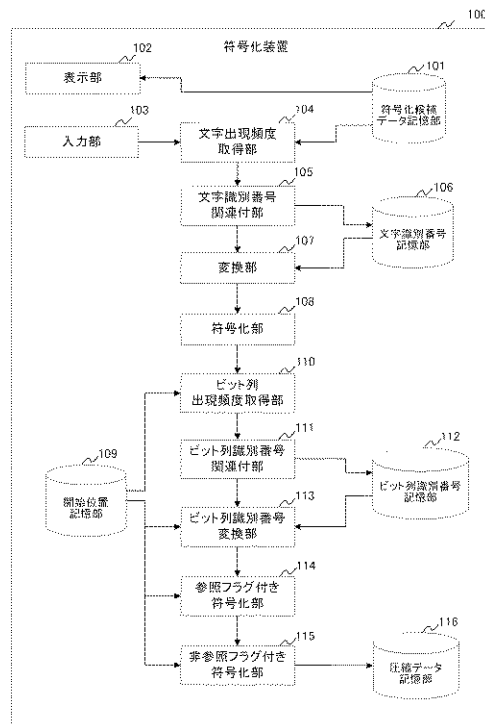 100
符号化装置
102
表示部
101
符号化候補
データ記憶部
103
入力部
104
文字出現頻度
取得部
105
文字識別番号
関連付部
106
文字識別番号
記憶部
107
変換部
108
符号化部
110
ビット列
出現頻度取得部
109
開始位置
記憶部
111
ビット列識別番号
関連付部
112
ビット列識別番号
記憶部
113
ビット列識別番号
変換部
114
参照フラグ付き
符号化部
115
非参照フラグ付き
符号化部
116
圧縮データ
記憶部